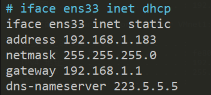 # iface ens33 inet dhcp
iface ens33 inet static
address 192.168.1.183
netmask 255.255.255.0
gateway 192.168.1.1
dns-nameserver 223.5.5.5